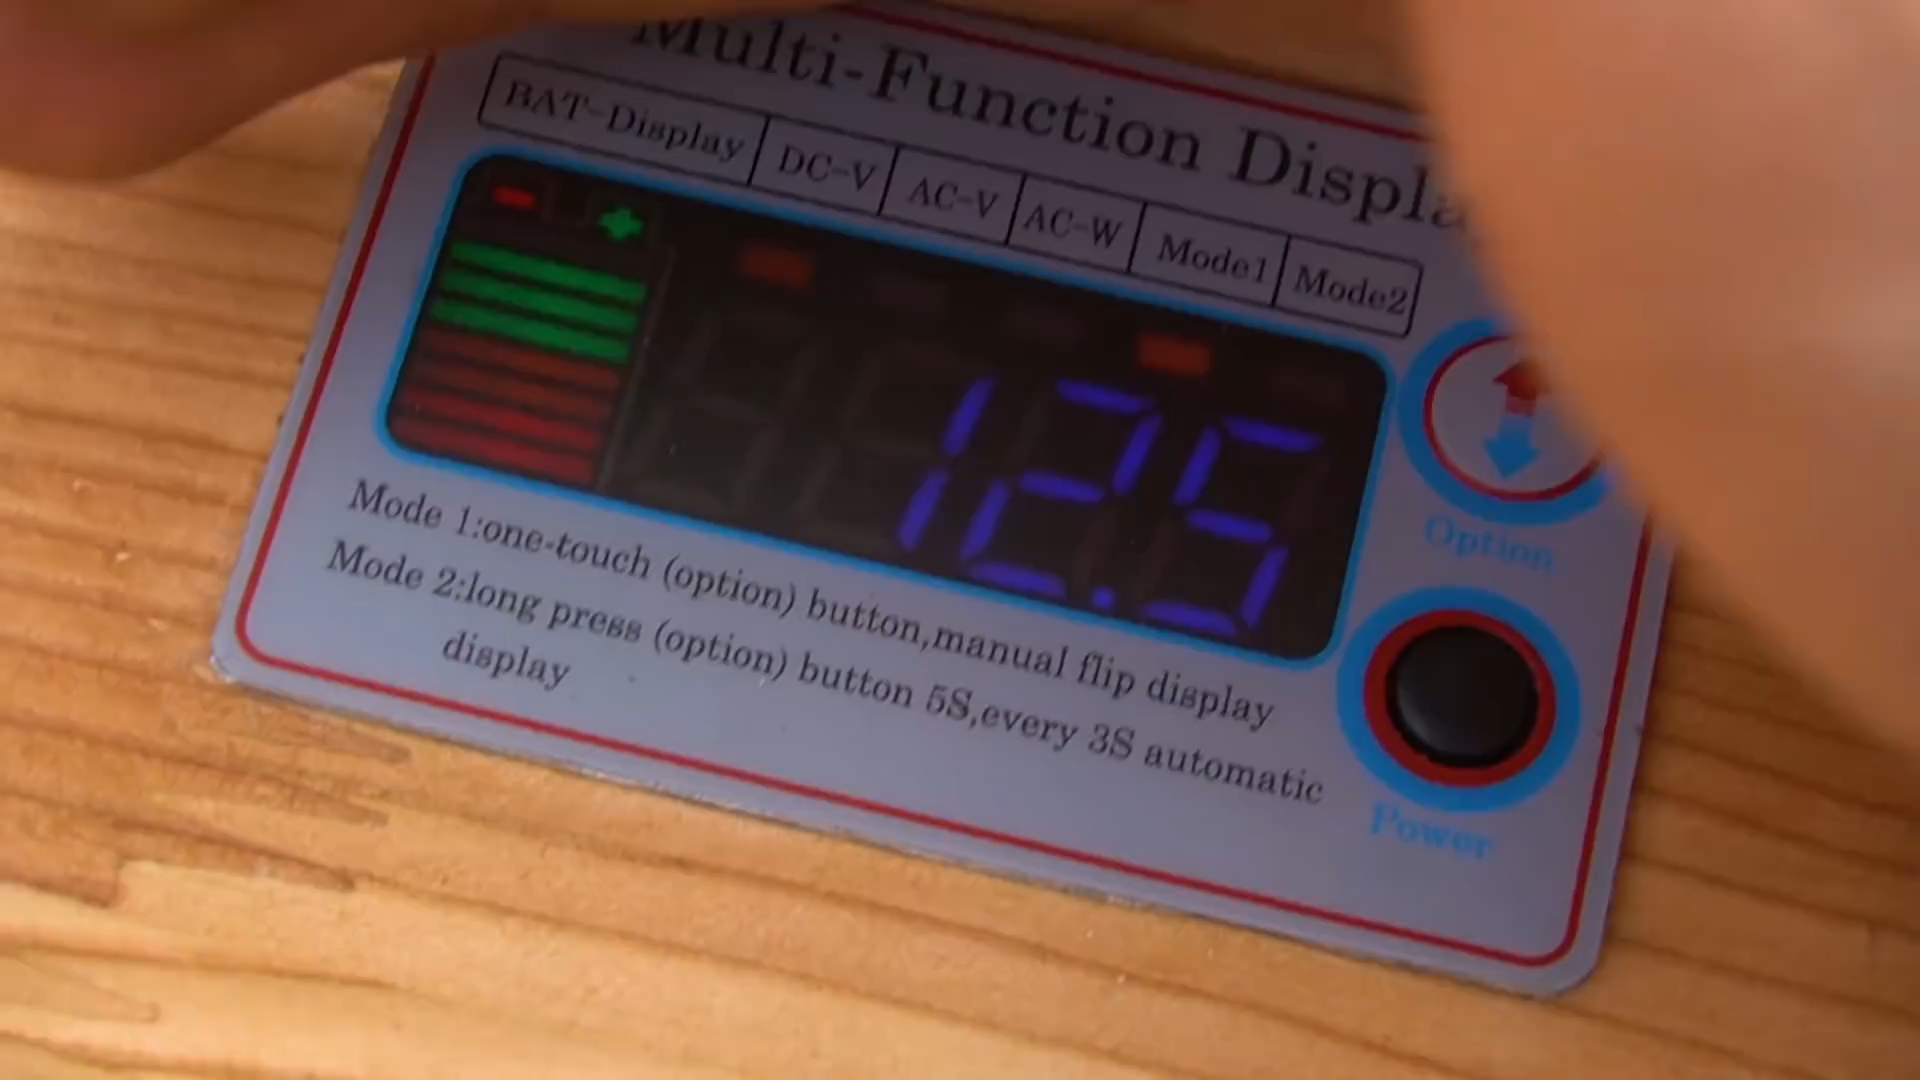 Multi-Function Displa
BAT-Display DC-V AC-V AC-W Mode1 Mode2
12.5
Option
Mode 1:one-touch (option) button,manual flip display
Mode 2:long press (option) button 5S,every 3S automatic
display
Power